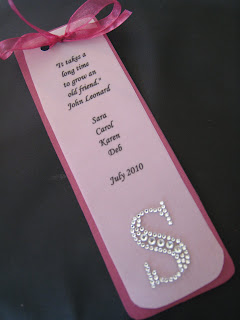 "It takes a
long time
to grow an
old friend."
John Leonard
Sara
Carol
Karen
Deb
July 2010
S